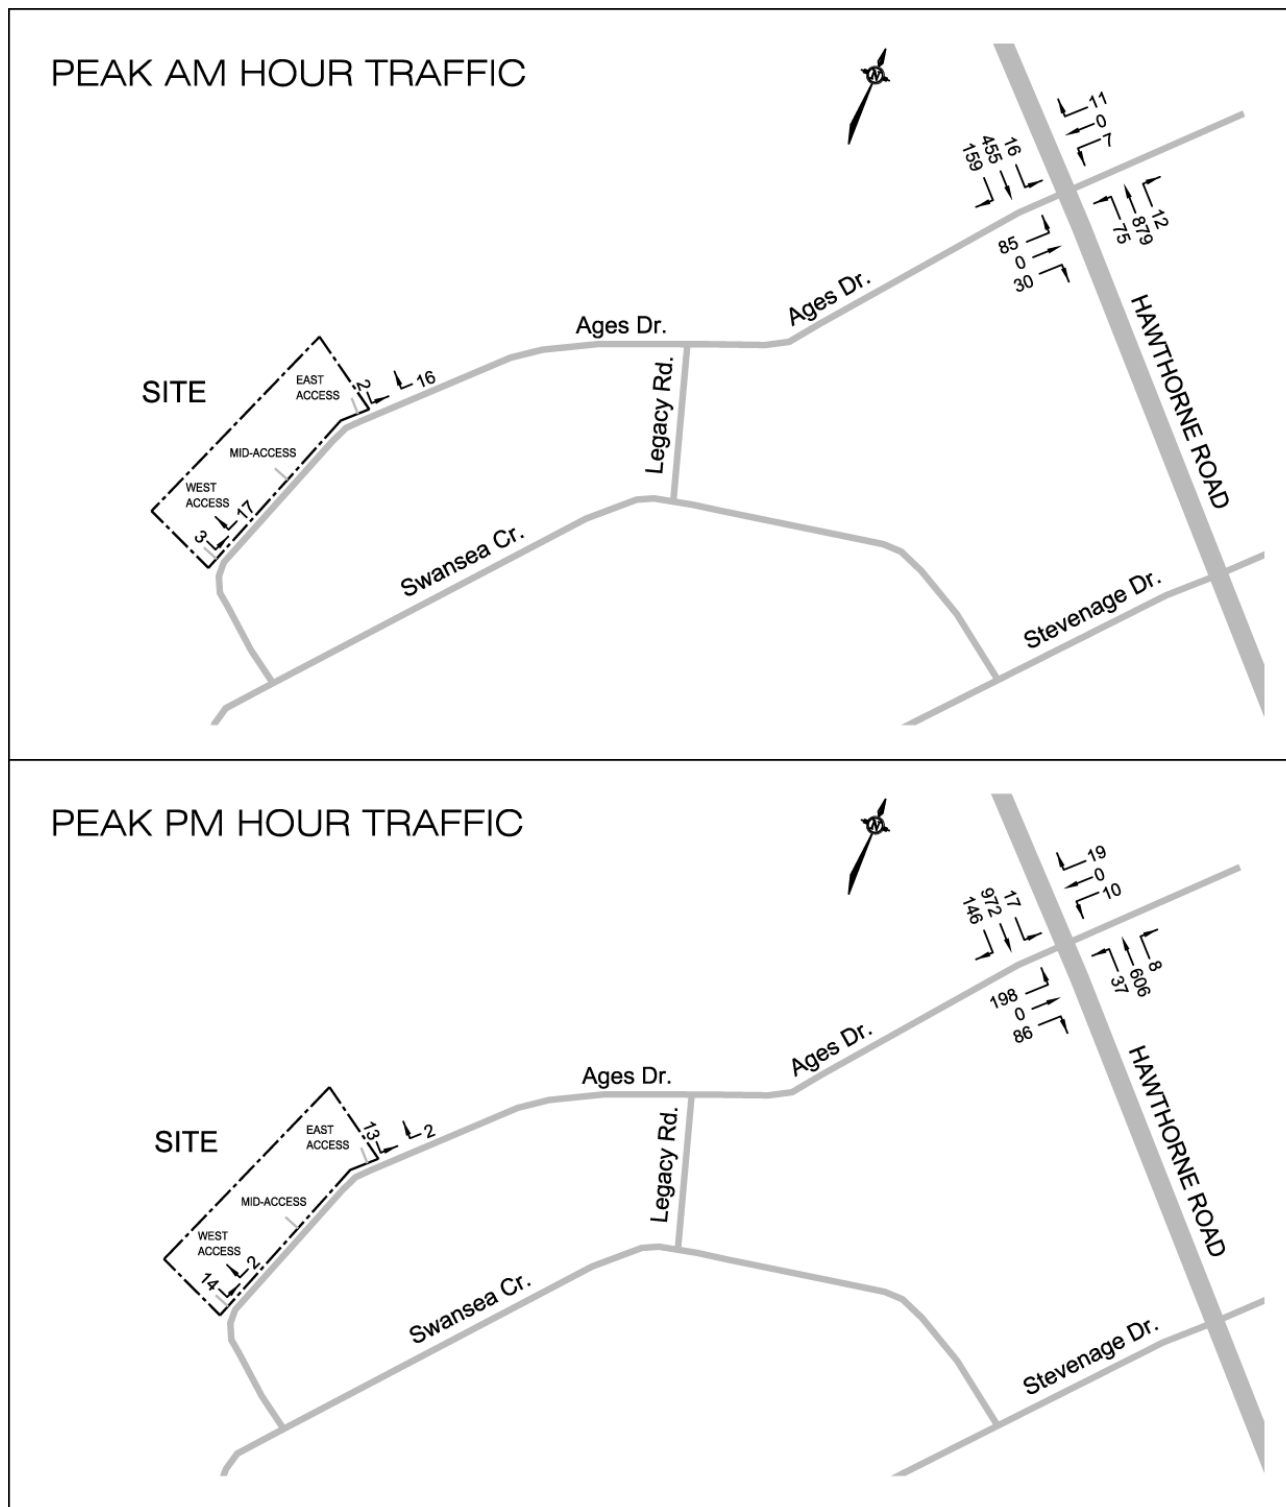 PEAK AM HOUR TRAFFIC
N
11
0
7
16
455
159
12
879
75
85
0
30
Ages Dr.
Ages Dr.
HAWTHORNE ROAD
SITE
EAST
ACCESS
2
16
Legacy Rd.
MID-ACCESS
WEST
ACCESS
17
3
Swansea Cr.
Stevenage Dr.
PEAK PM HOUR TRAFFIC
N
19
0
10
17
972
146
8
606
37
198
0
86
Ages Dr.
Ages Dr.
HAWTHORNE ROAD
SITE
EAST
ACCESS
13
2
Legacy Rd.
MID-ACCESS
WEST
ACCESS
2
14
Swansea Cr.
Stevenage Dr.